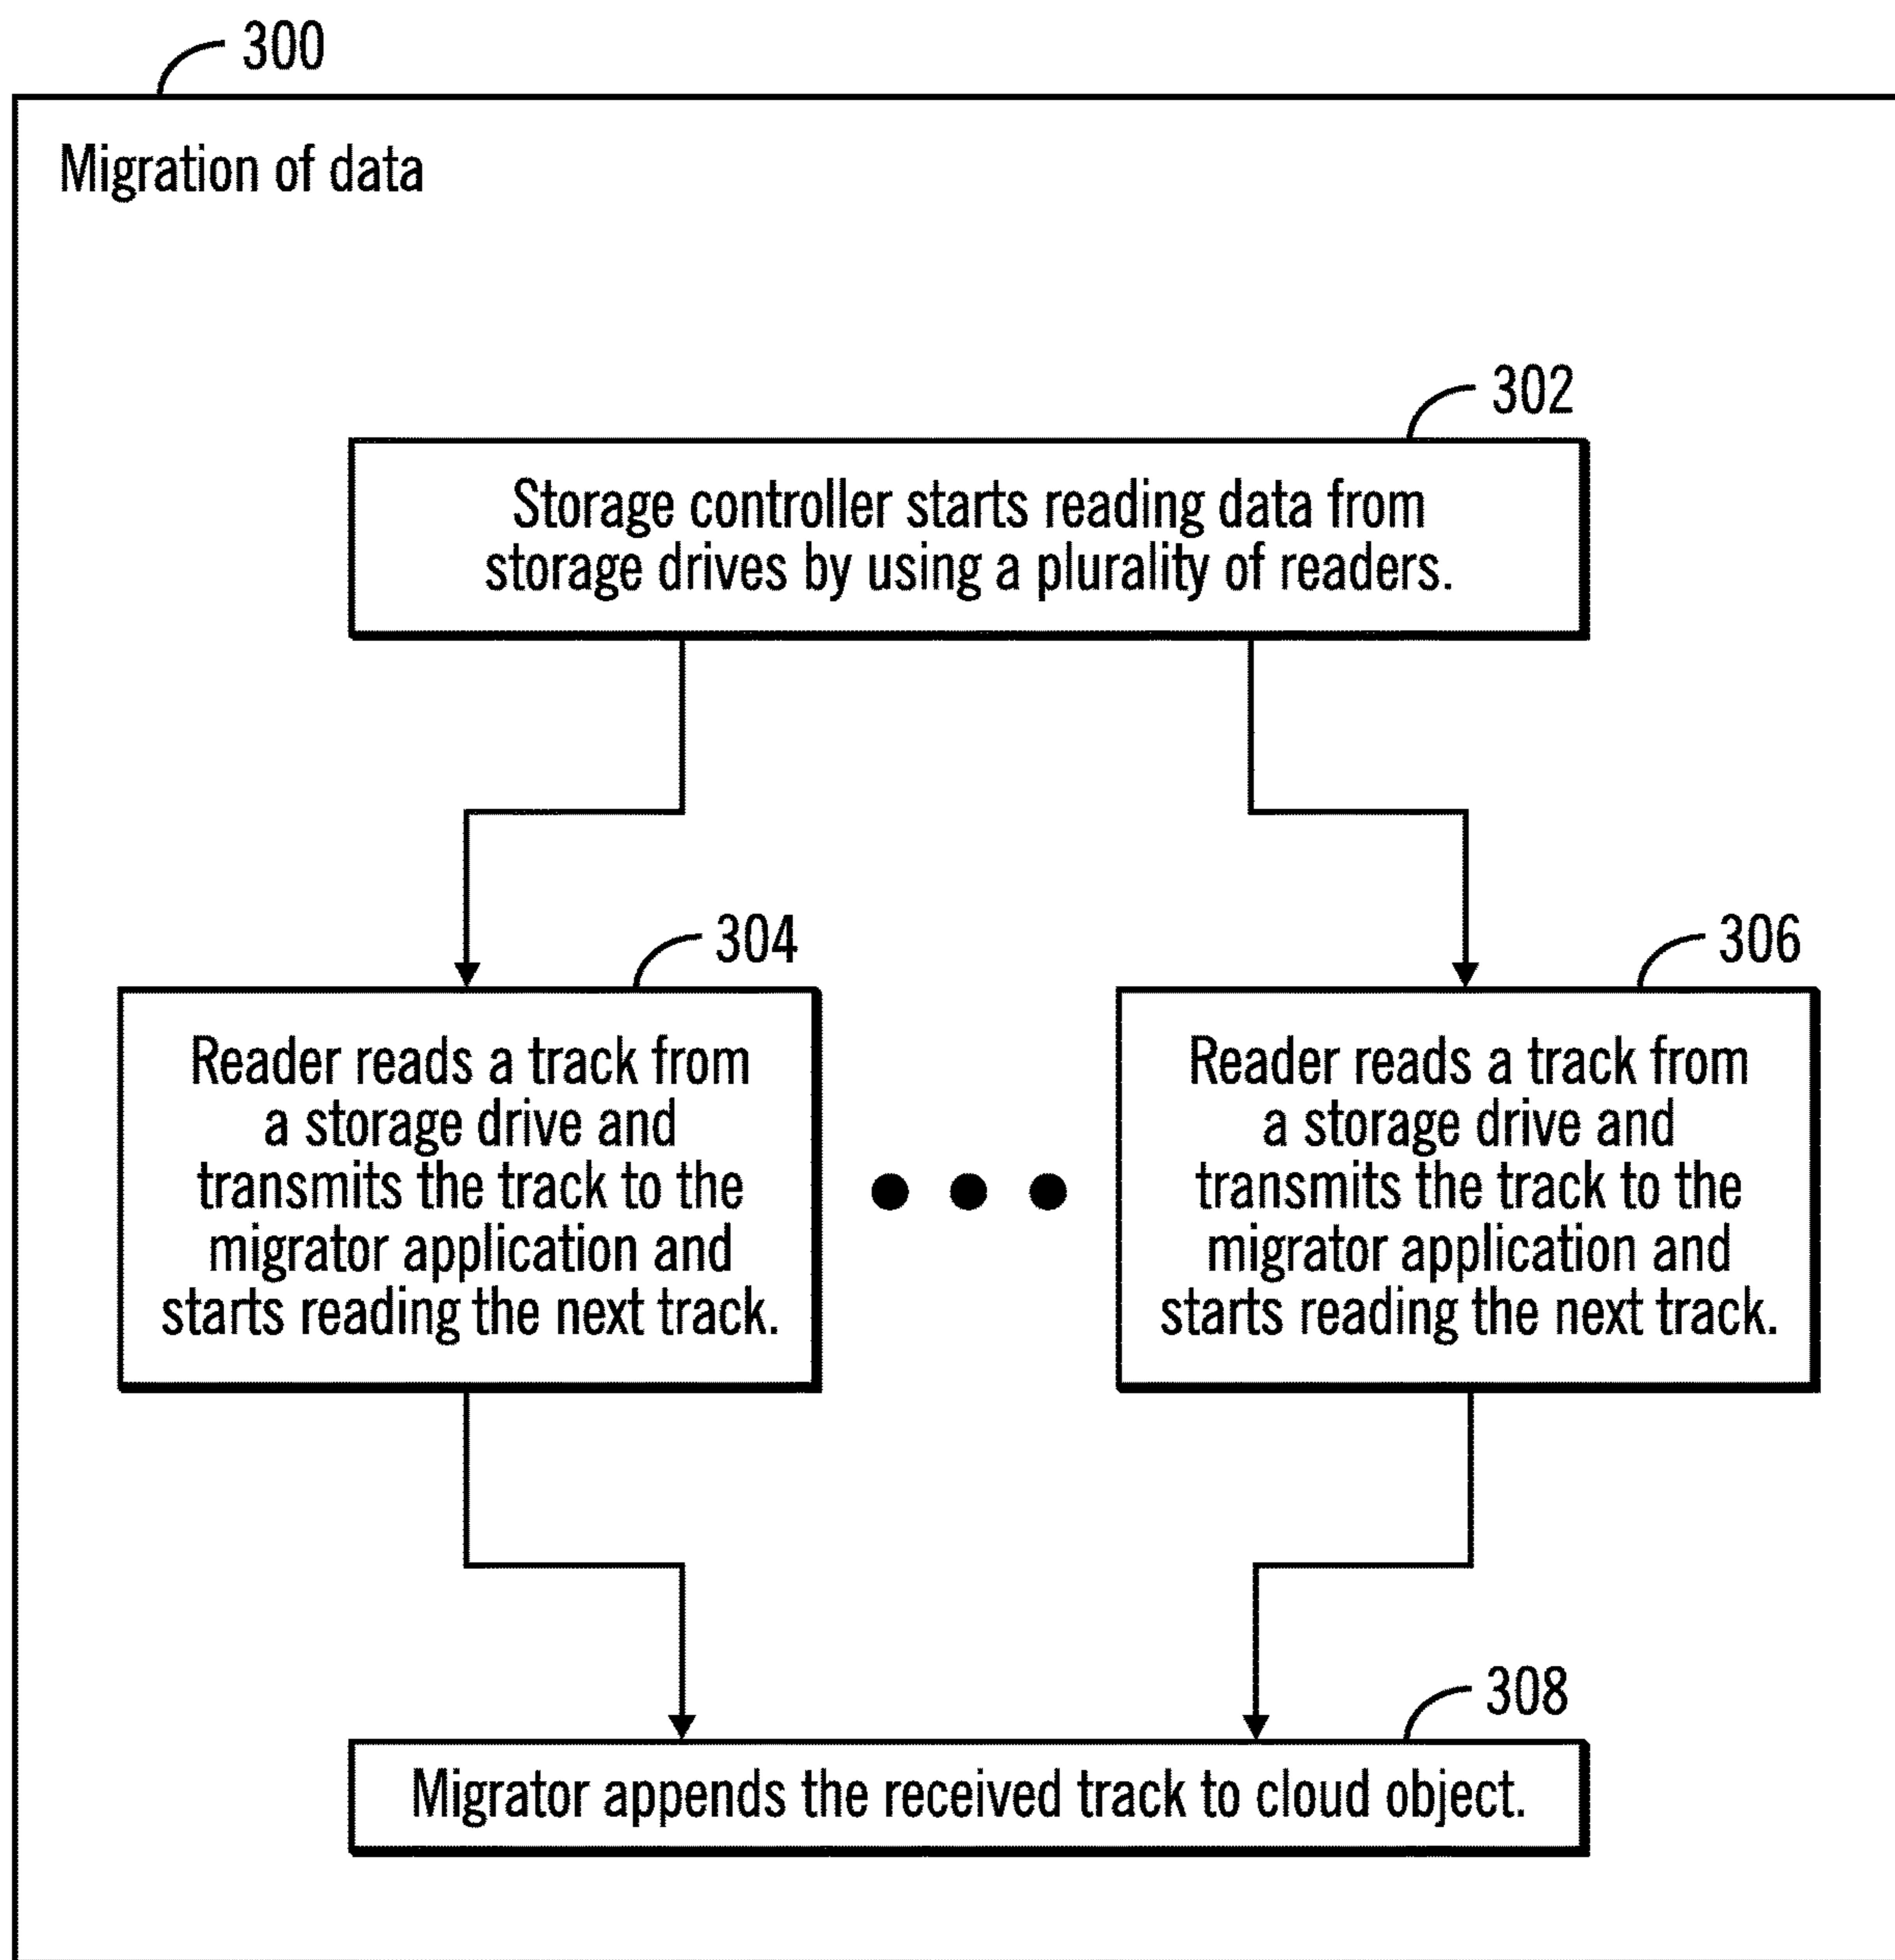 300
Migration of data
302
Storage controller starts reading data from
storage drives by using a plurality of readers.
304
Reader reads a track from
a storage drive and
transmits the track to the
migrator application and
starts reading the next track.
306
Reader reads a track from
a storage drive and
transmits the track to the
migrator application and
starts reading the next track.
308
Migrator appends the received track to cloud object.